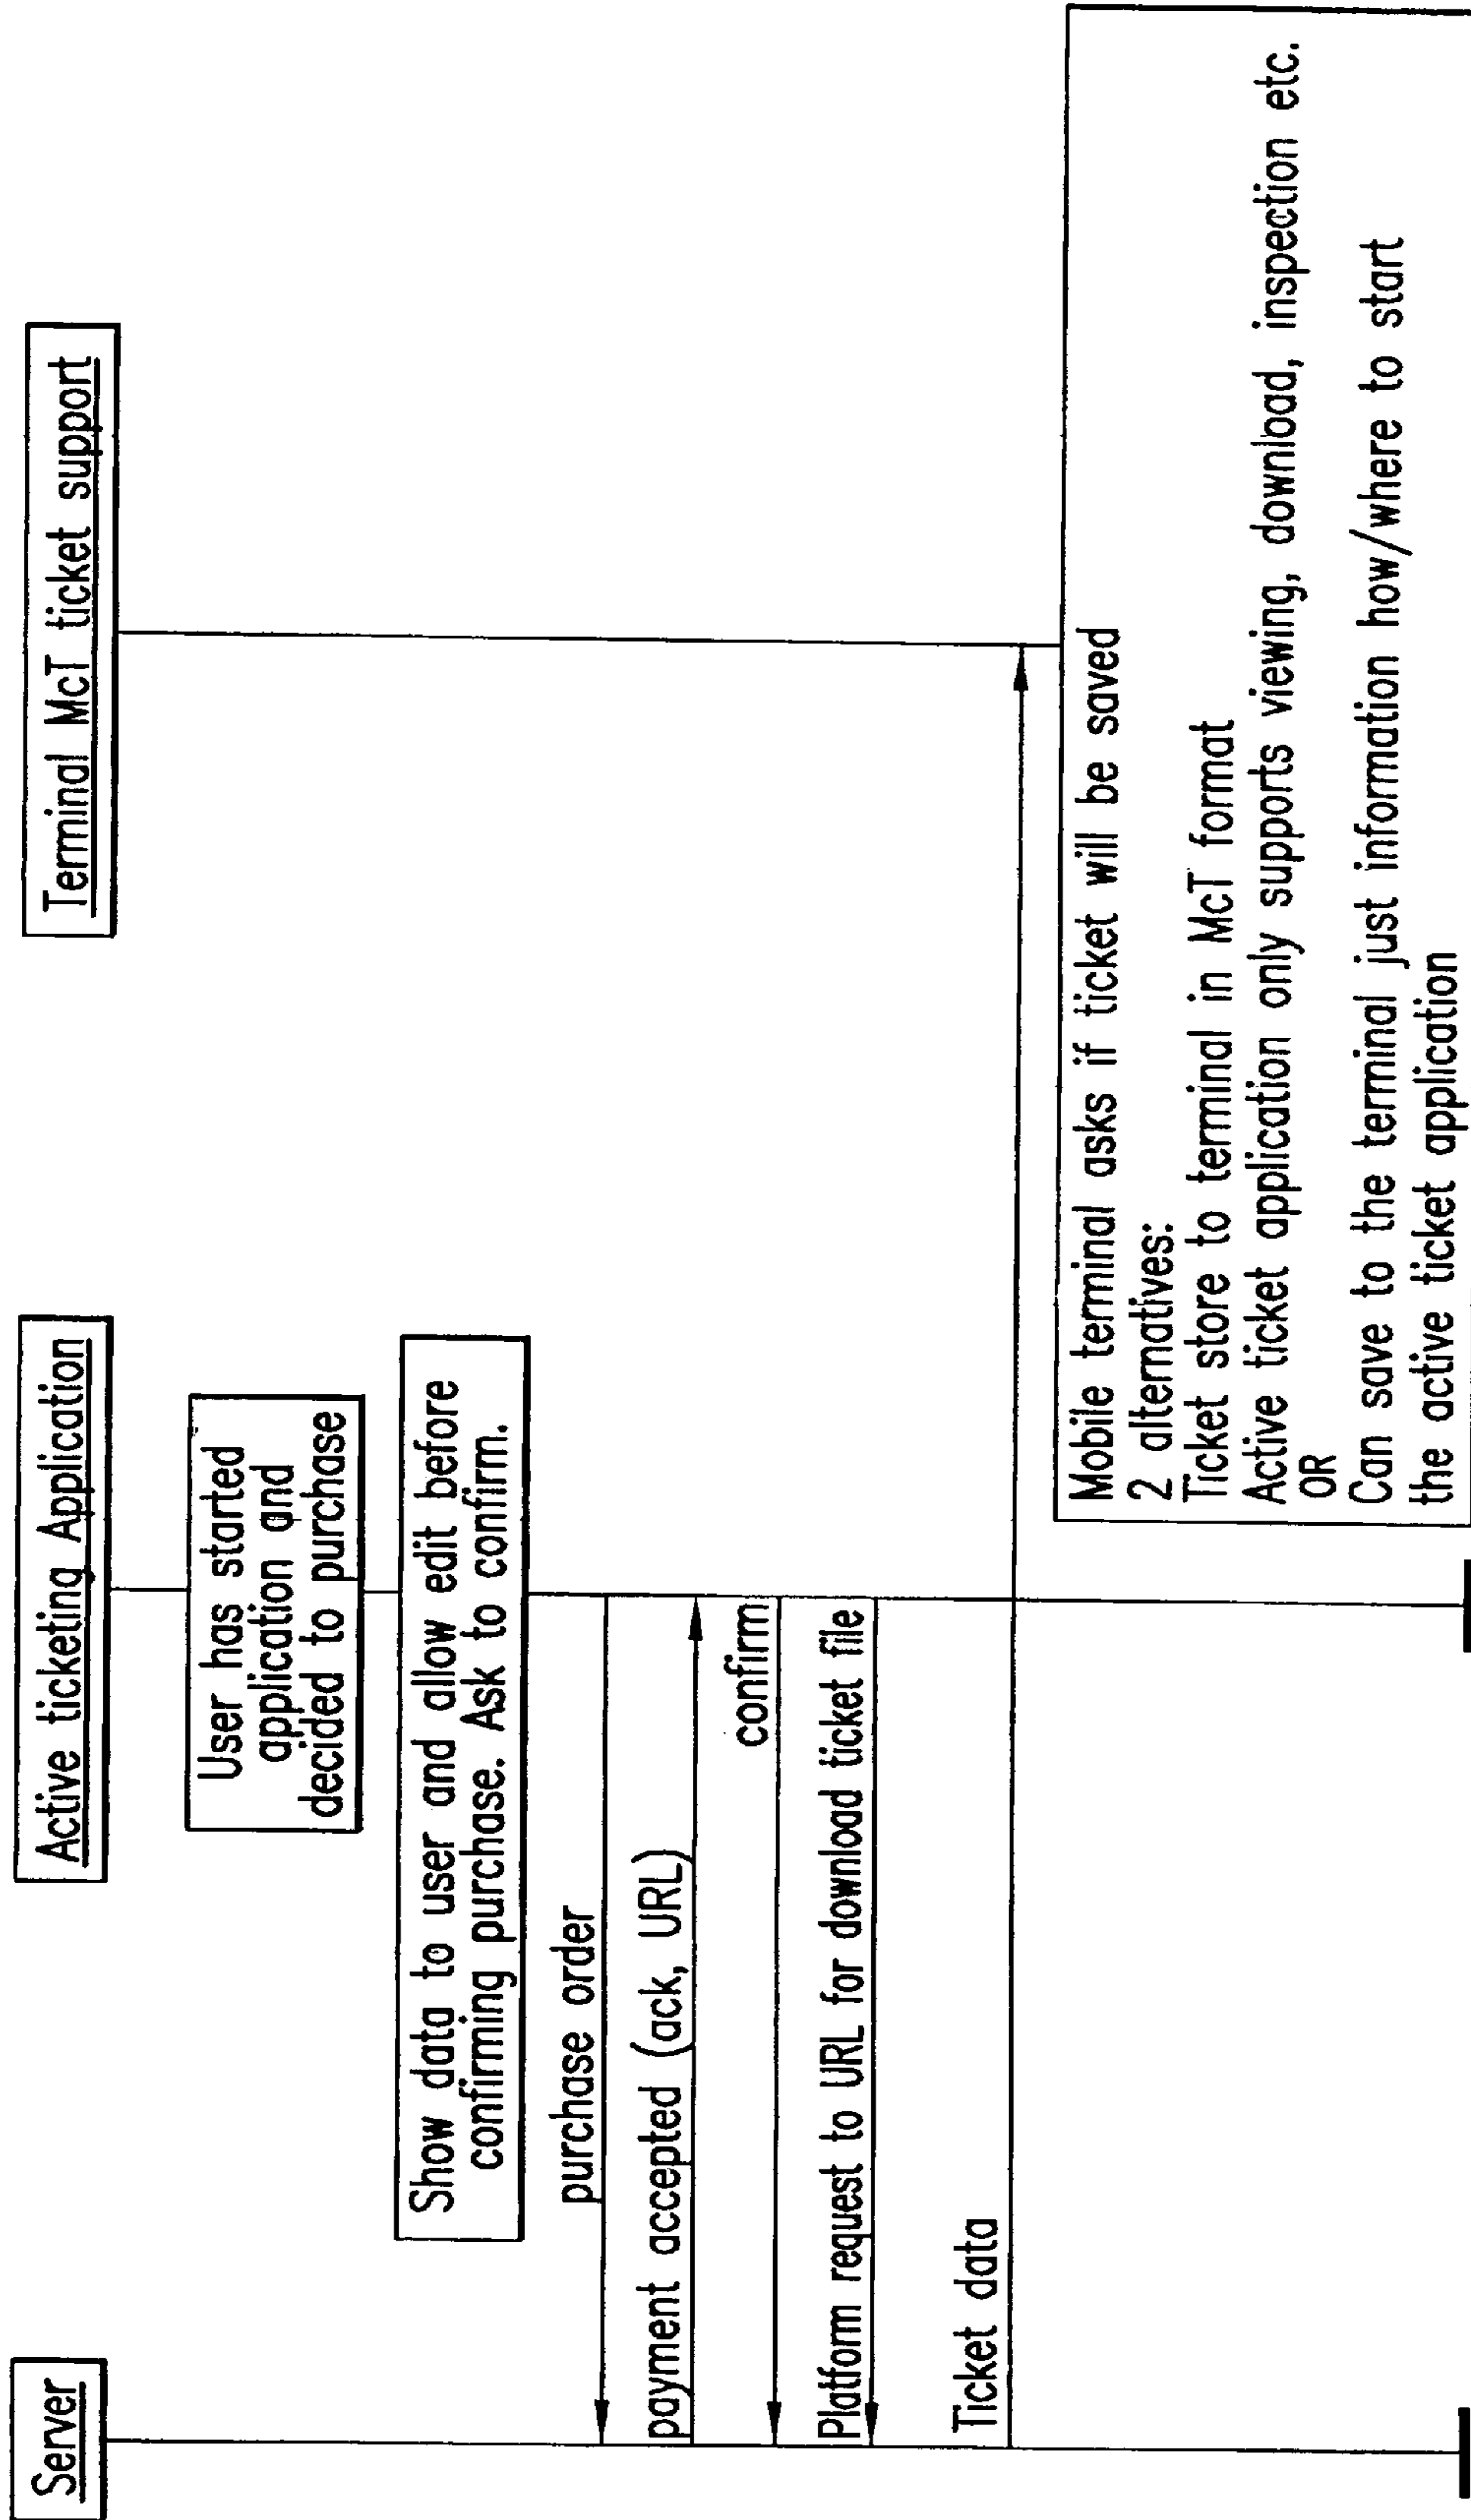 Server
Active ticketing Application
Terminal McT ticket support
User has started
application and
decided to purchase
Show data to user and allow edit before
confirming purchase. Ask to confirm.
purchase order
payment accepted (ack, URL)
confirm
Platform request to URL for download ticket file
Ticket data
Mobile terminal asks if ticket will be saved
2 alternatives:
Ticket store to terminal in McT format
Active ticket application only supports viewing, download, inspection etc.
OR
Can save to the terminal just information how/where to start
the active ticket application